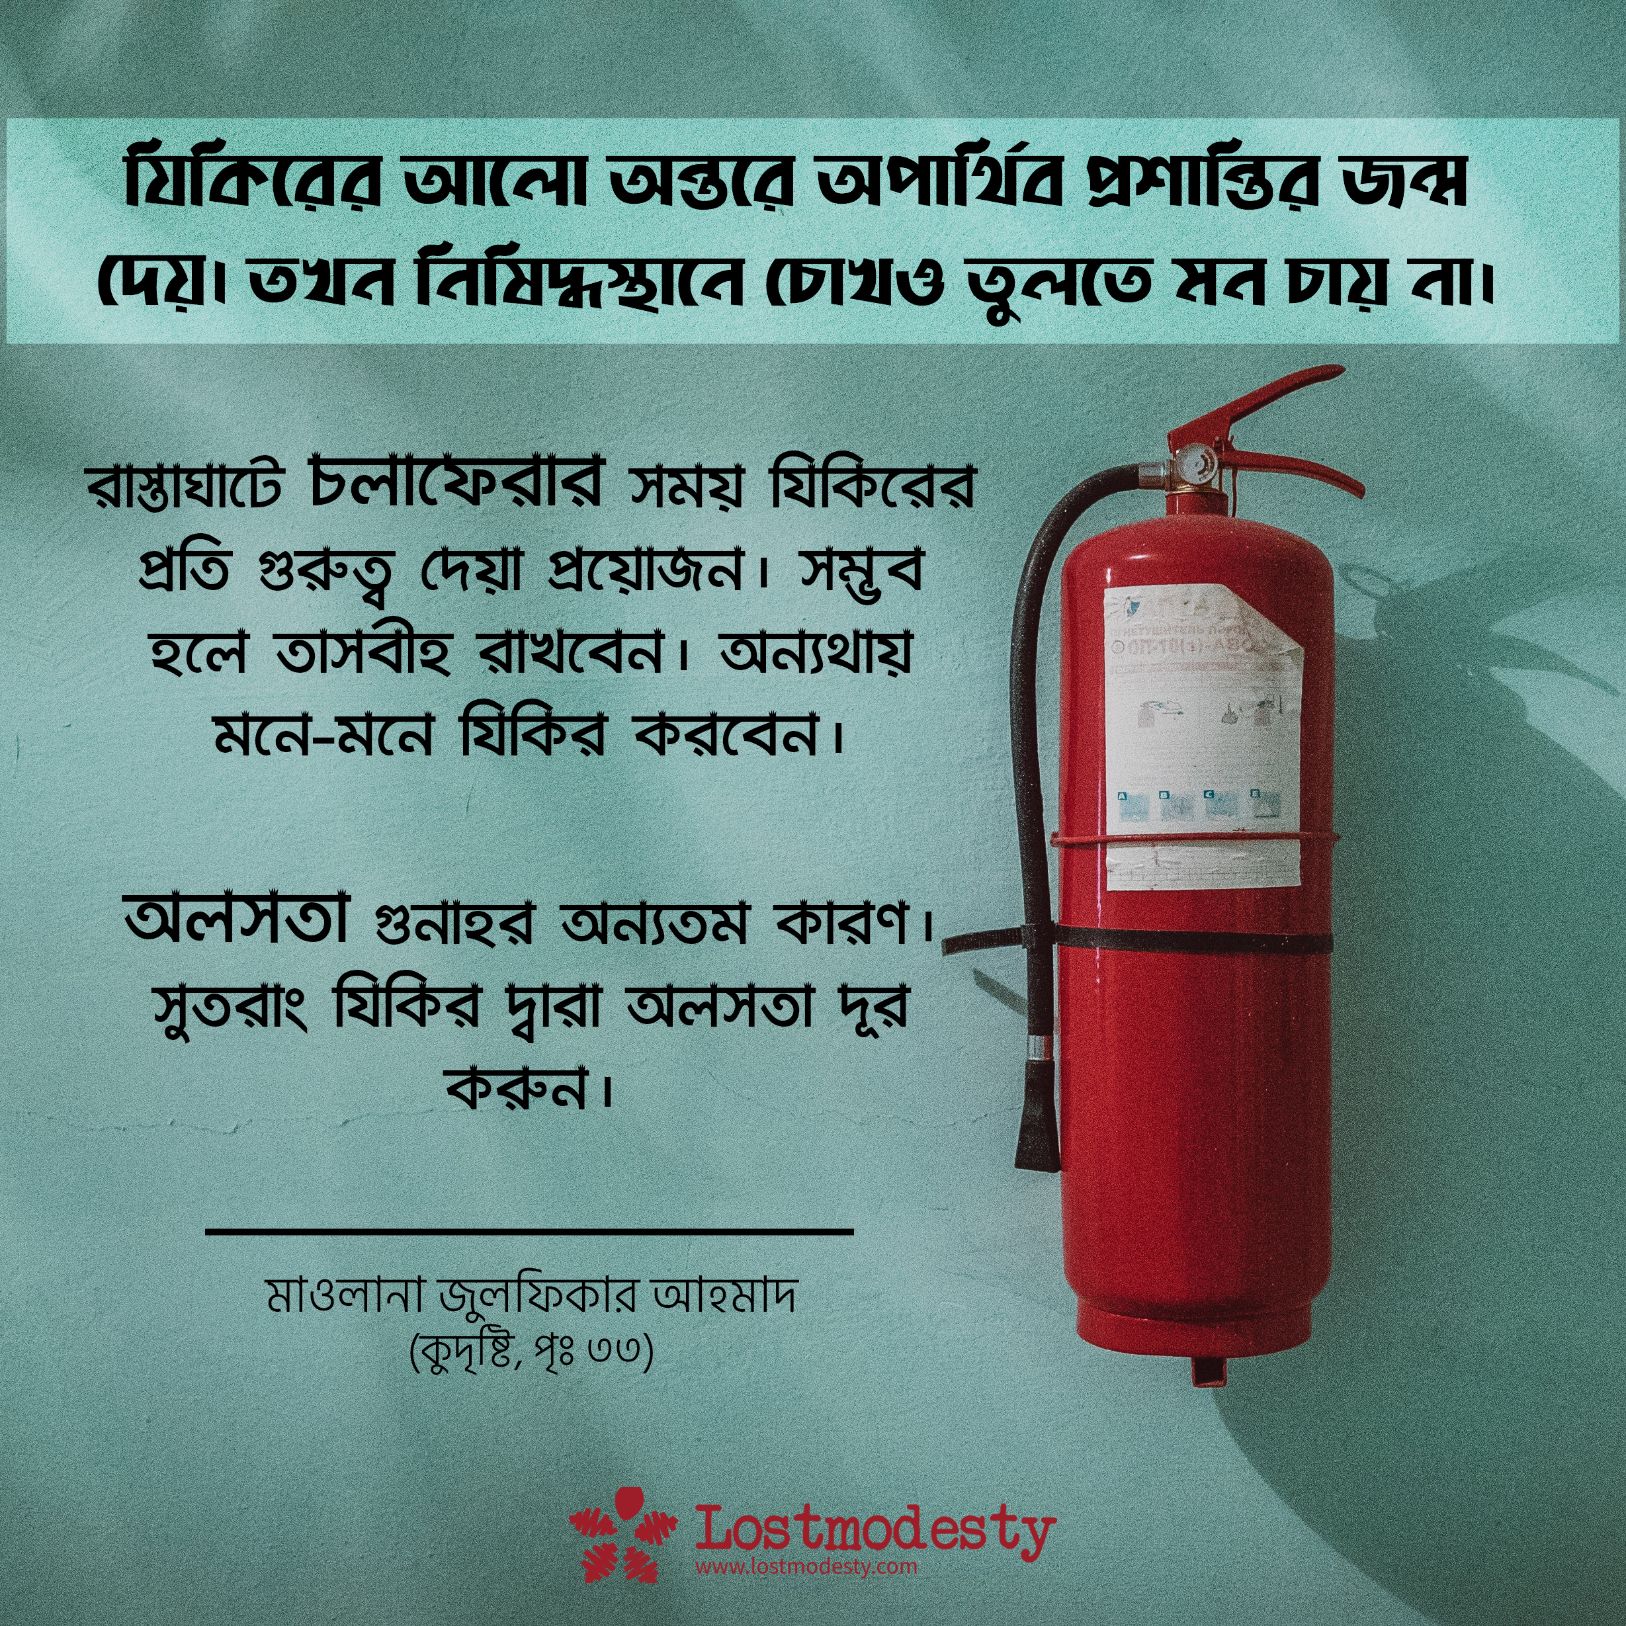 যিকিরের আলো অন্তরে অপার্থিব প্রশান্তির জন্ম
দেয়। তখন নিষিদ্ধস্থানে চোখও তুলতে মন চায় না।
রাস্তাঘাটে চলাফেরার সময় যিকিরের
প্রতি গুরুত্ব দেয়া প্রয়োজন। সম্ভব
হলে তাসবীহ রাখবেন। অন্যথায়
মনে-মনে যিকির করবেন।
অলসতা গুনাহর অন্যতম কারণ।
সুতরাং যিকির দ্বারা অলসতা দূর
করুন।
মাওলানা জুলফিকার আহমাদ
(কুদৃষ্টি, পৃঃ ৩৩)
A B C E
Lostmodesty
www.lostmodesty.com